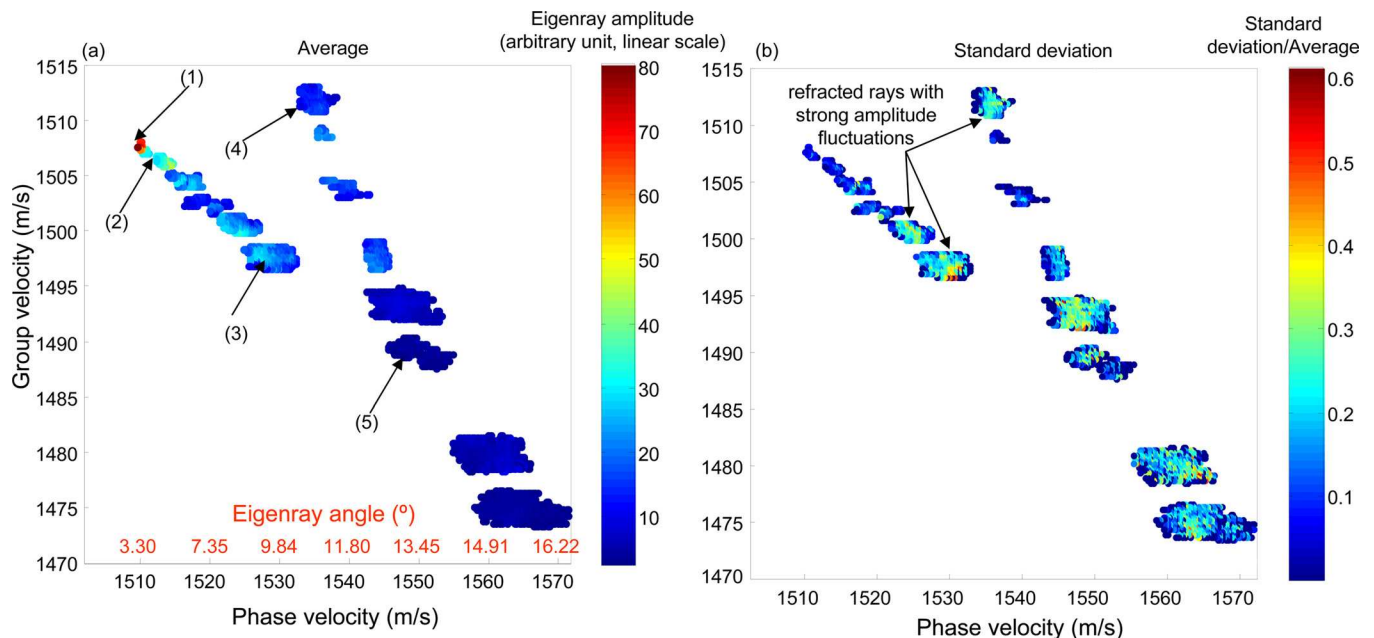 (a)
Average
Eigenray amplitude
(arbitrary unit, linear scale)
1515
1510
1505
1500
1495
1490
1485
1480
1475
1470
Group velocity (m/s)
(1)
(2)
(3)
(4)
(5)
Eigenray angle (º)
3.30 7.35 9.84 11.80 13.45 14.91 16.22
1510 1520 1530 1540 1550 1560 1570
Phase velocity (m/s)
80
70
60
50
40
30
20
10
(b)
Standard deviation
Standard
deviation/Average
refracted rays with
strong amplitude
fluctuations
1515
1510
1505
1500
1495
1490
1485
1480
1475
1470
1510 1520 1530 1540 1550 1560 1570
Phase velocity (m/s)
0.6
0.5
0.4
0.3
0.2
0.1